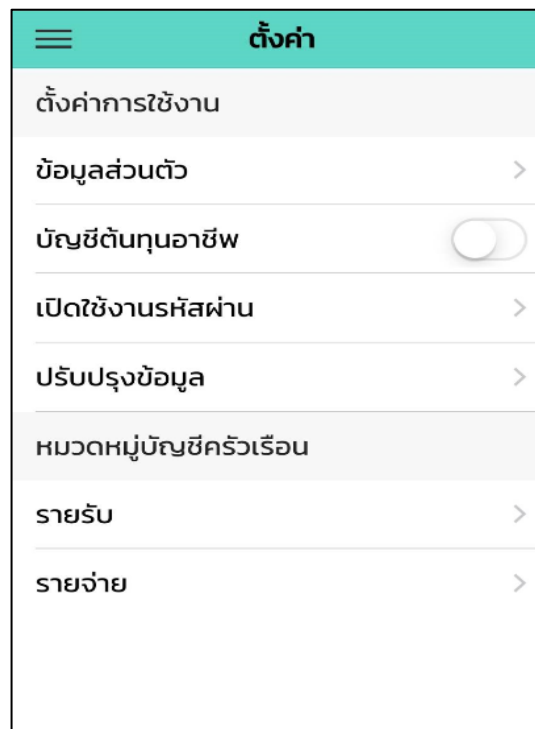 ตั้งค่า
ตั้งค่าการใช้งาน
ข้อมูลส่วนตัว
บัญชีต้นทุนอาชีพ
เปิดใช้งานรหัสผ่าน
ปรับปรุงข้อมูล
หมวดหมู่บัญชีครัวเรือน
รายรับ
รายจ่าย